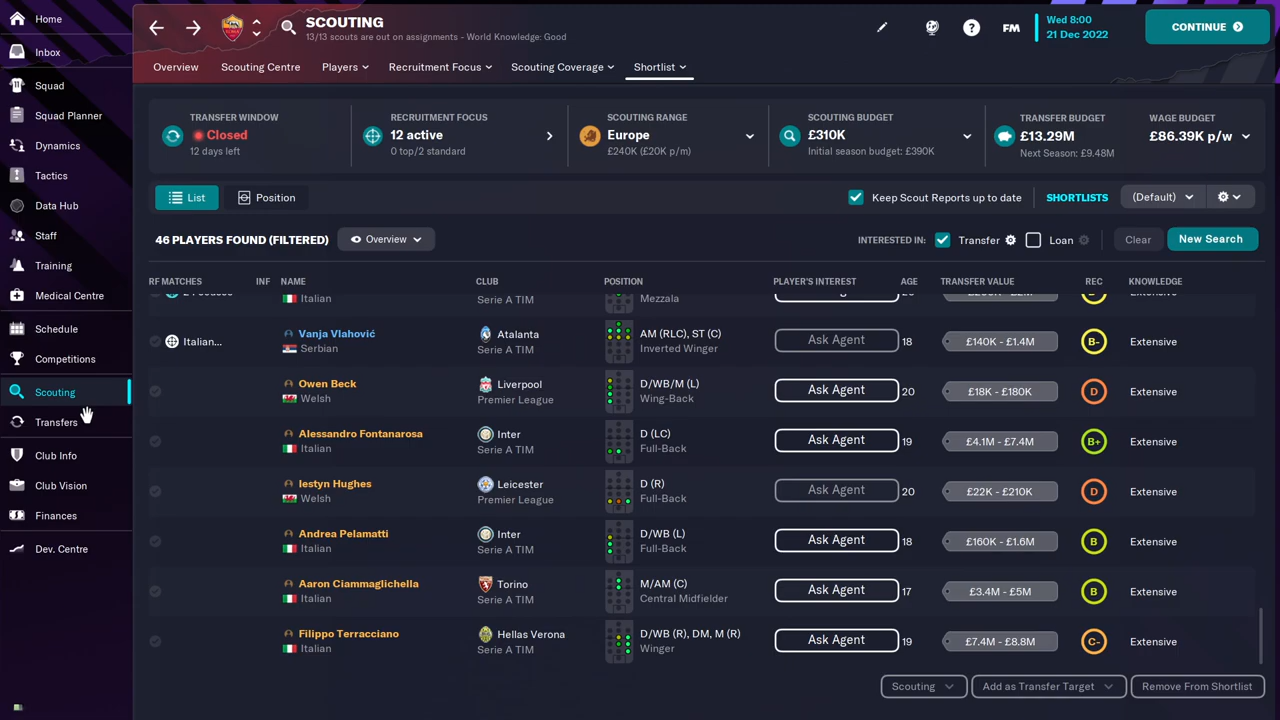 Home
Inbox
Squad
Squad Planner
Dynamics
Tactics
Data Hub
Staff
Training
Medical Centre
Schedule
Competitions
Scouting
Transfers
Club Info
Club Vision
Finances
Dev. Centre
SCOUTING
13/13 scouts are out on assignments - World Knowledge: Good
FM
Wed 8:00
21 Dec 2022
CONTINUE
Overview
Scouting Centre
Players
Recruitment Focus
Scouting Coverage
Shortlist
TRANSFER WINDOW
Closed
12 days left
RECRUITMENT FOCUS
12 active
0 top/2 standard
SCOUTING RANGE
Europe
£240K (£20K p/m)
SCOUTING BUDGET
£310K
Initial season budget: £390K
TRANSFER BUDGET
£13.29M
Next Season: £9.48M
WAGE BUDGET
£86.39K p/w
List
Position
Keep Scout Reports up to date
SHORTLISTS
(Default)
46 PLAYERS FOUND (FILTERED)
Overview
INTERESTED IN:
Transfer
Loan
Clear
New Search
RF MATCHES INF NAME CLUB POSITION PLAYER'S INTEREST AGE TRANSFER VALUE REC KNOWLEDGE
Italian Serie A TIM Mezzala
Italian... Vanja Vlahović Atalanta AM (RLC), ST (C) Ask Agent 18 £140K - £1.4M B- Extensive
Serbian Serie A TIM Inverted Winger
Owen Beck Liverpool D/WB/M (L) Ask Agent 20 £18K - £180K D Extensive
Welsh Premier League Wing-Back
Alessandro Fontanarosa Inter D (LC) Ask Agent 19 £4.1M - £7.4M B+ Extensive
Italian Serie A TIM Full-Back
Iestyn Hughes Leicester D (R) Ask Agent 20 £22K - £210K D Extensive
Welsh Premier League Full-Back
Andrea Pelamatti Inter D/WB (L) Ask Agent 18 £160K - £1.6M B Extensive
Italian Serie A TIM Full-Back
Aaron Ciammaglichella Torino M/AM (C) Ask Agent 17 £3.4M - £5M B Extensive
Italian Serie A TIM Central Midfielder
Filippo Terracciano Hellas Verona D/WB (R), DM, M (R) Ask Agent 19 £7.4M - £8.8M C- Extensive
Italian Serie A TIM Winger
Scouting
Add as Transfer Target
Remove From Shortlist